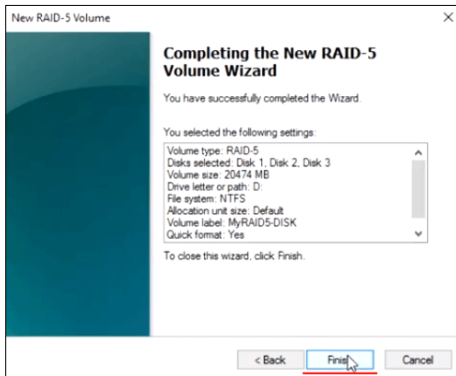 New RAID-5 Volume
Completing the New RAID-5
Volume Wizard
You have successfully completed the Wizard.
You selected the following settings:
Volume type: RAID-5
Disks selected: Disk 1, Disk 2, Disk 3
Volume size: 20474 MB
Drive letter or path: D:
File system: NTFS
Allocation unit size: Default
Volume label: MyRAID5-DISK
Quick format: Yes
To close this wizard, click Finish.
< Back
Finish
Cancel